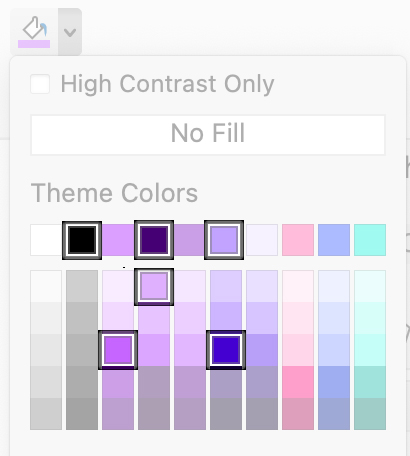 High Contrast Only
No Fill
Theme Colors